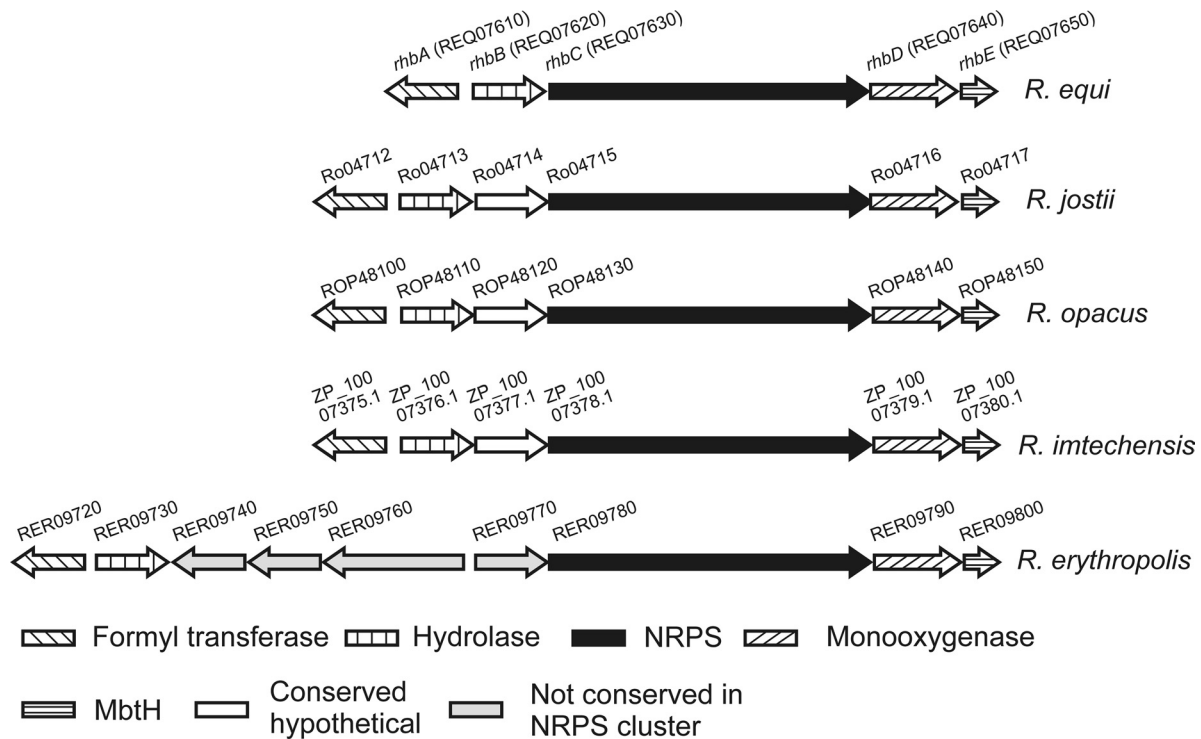 rhbA (REQ07610) rhbB (REQ07620) rhbC (REQ07630) rhbD (REQ07640) rhbE (REQ07650)
R. equi
Ro04712 Ro04713 Ro04714 Ro04715 Ro04716 Ro04717
R. jostii
ROP48100 ROP48110 ROP48120 ROP48130 ROP48140 ROP48150
R. opacus
ZP_100 ZP_100 ZP_100 ZP_100 ZP_100 ZP_100
07375.1 07376.1 07377.1 07378.1 07379.1 07380.1
R. imtechensis
RER09720 RER09730 RER09740 RER09750 RER09760 RER09770 RER09780 RER09790 RER09800
R. erythropolis
Formyl transferase Hydrolase NRPS Monooxygenase
MbtH
Conserved
hypothetical
Not conserved in
NRPS cluster